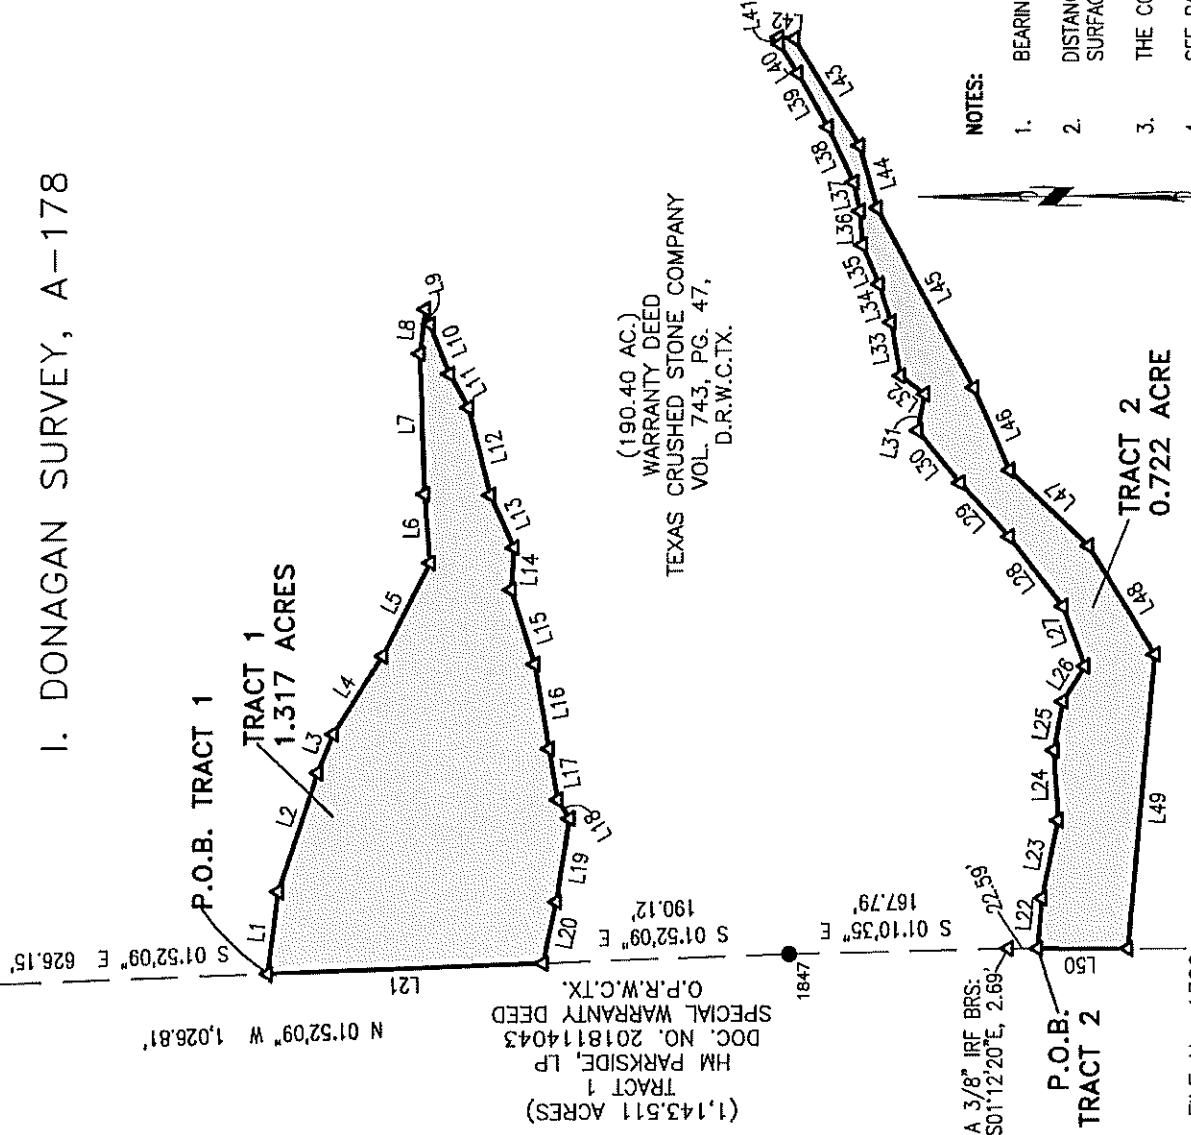 I. DONAGAN SURVEY, A-178
P.O.B. TRACT 1
TRACT 1
1.317 ACRES
S 01°52'09" E 626.15'
N 01°52'09" W 1,026.81'
L1
L2
L3
L4
L5
L6
L7
L8
L9
L10
L11
L12
L13
L14
L15
L16
L17
L18
L19
L20
L21
(190.40 AC.)
WARRANTY DEED
TEXAS CRUSHED STONE COMPANY
VOL. 743, PG. 47,
D.R.W.C.TX.
(1,143.511 ACRES)
TRACT 1
HM PARKSIDE, LP
DOC. NO. 2018114043
SPECIAL WARRANTY DEED
O.P.R.W.C.TX.
S 01°52'09" E
190.12'
1847
S 01°10'35" E
167.79'
22.59'
A 3/8" IRF BRS:
S01°12'20"E, 2.69'
P.O.B.
TRACT 2
TRACT 2
0.722 ACRE
L22
L23
L24
L25
L26
L27
L28
L29
L30
L31
L32
L33
L34
L35
L36
L37
L38
L39
L40
L41
L42
L43
L44
L45
L46
L47
L48
L49
L50
NOTES:
1. BEARIN
2. DISTANC
SURFAC
3. THE CO